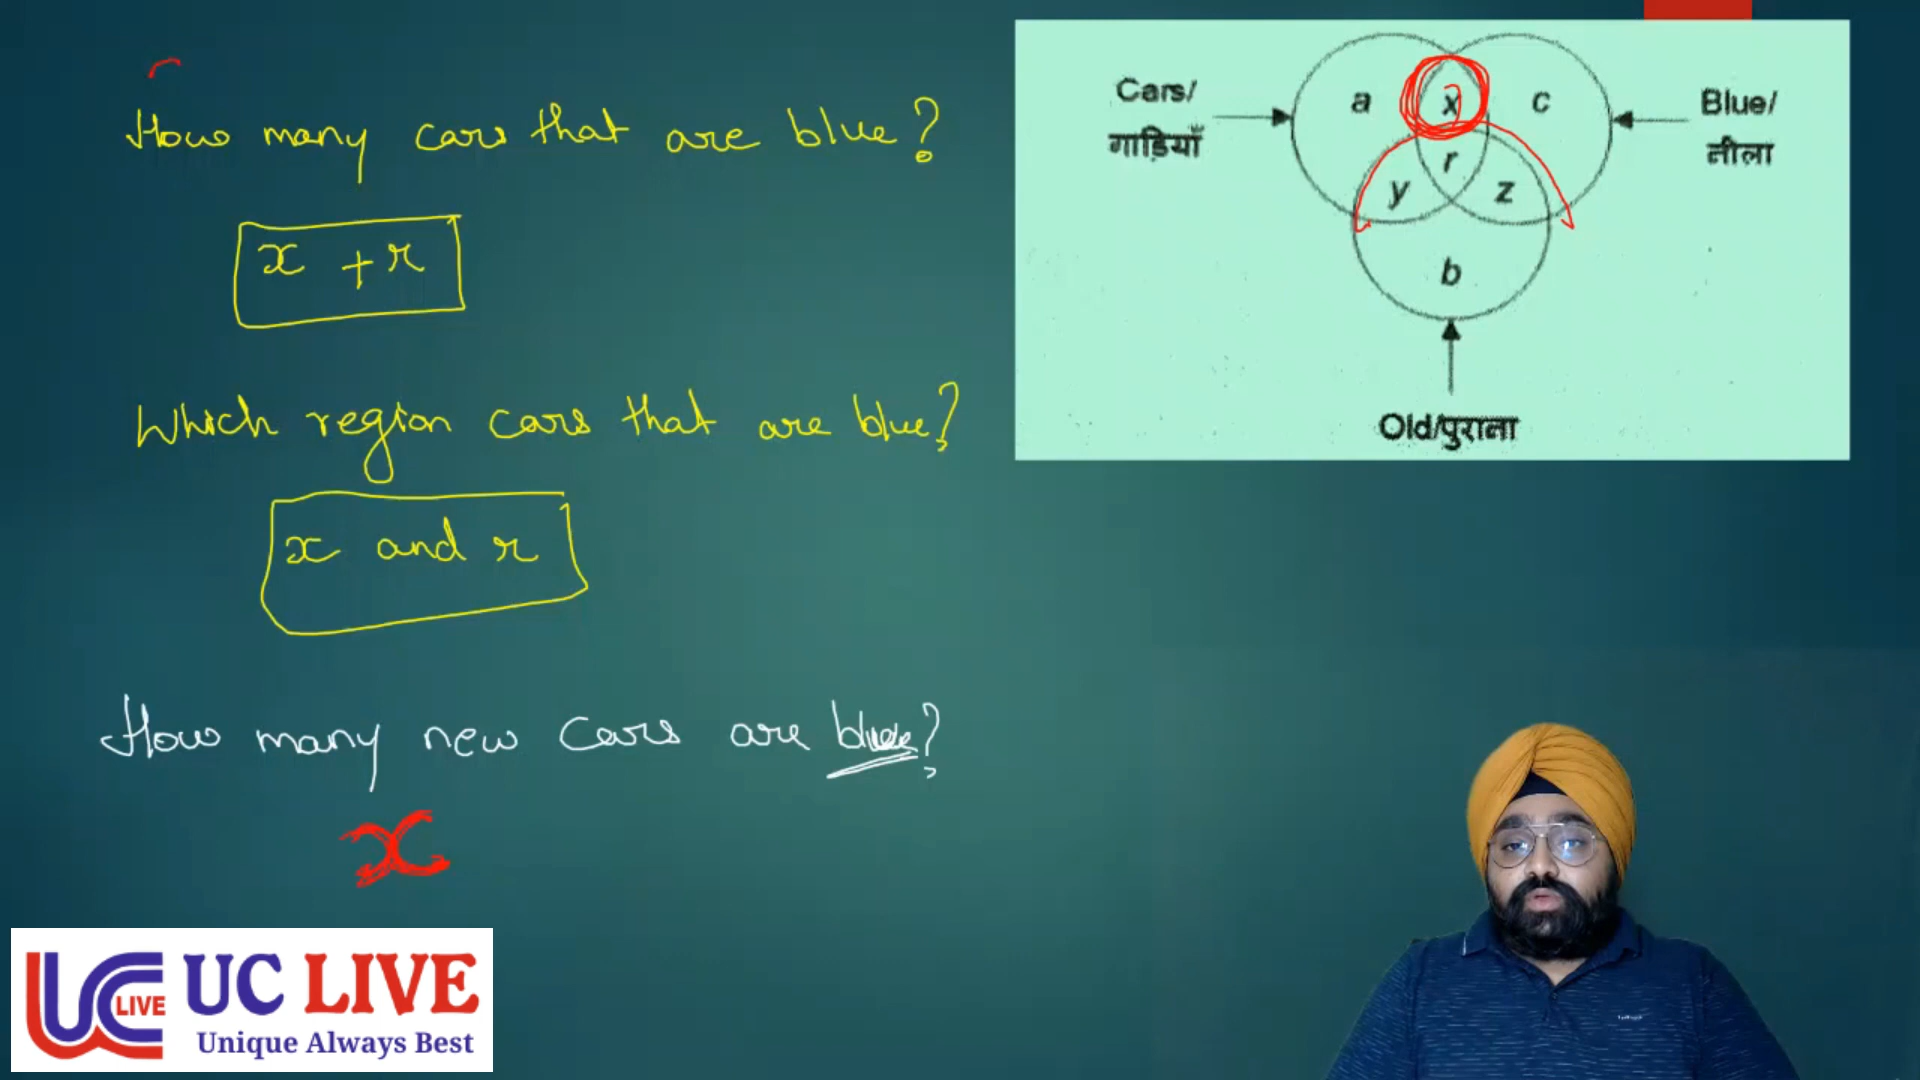 How many cars that are blue?
x + r
Which region cars that are blue?
x and r
How many new cars are blue?
x
Cars/
गाड़ियाँ
a
x
c
Blue/
नीला
r
y
z
b
Old/पुराना
UC LIVE
LIVE
Unique Always Best